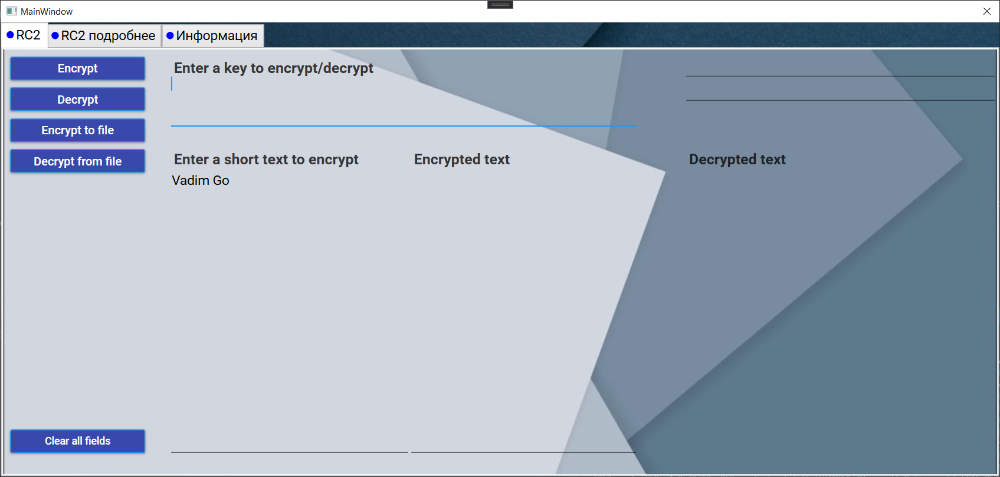 MainWindow
RC2
RC2 подробнее
Информация
Encrypt
Decrypt
Encrypt to file
Decrypt from file
Clear all fields
Enter a key to encrypt/decrypt
Enter a short text to encrypt
Vadim Go
Encrypted text
Decrypted text